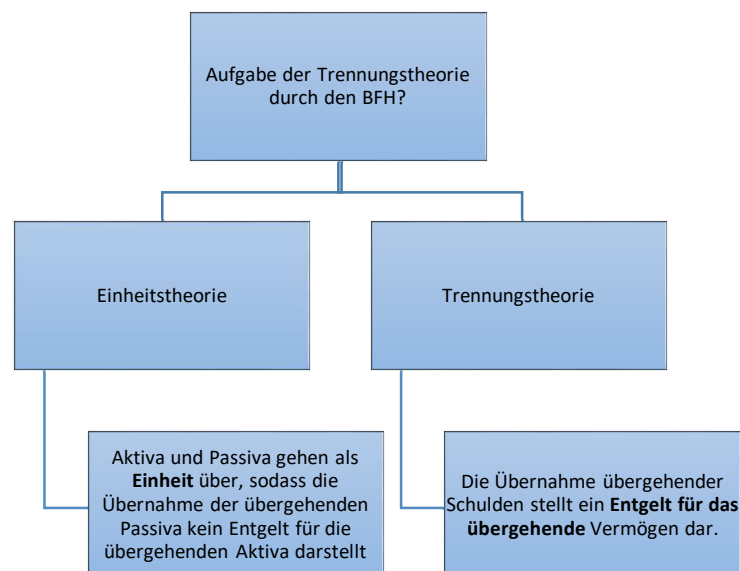 Aufgabe der Trennungstheorie
durch den BFH?
Einheitstheorie
Trennungstheorie
Aktiva und Passiva gehen als
Einheit über, sodass die
Übernahme der übergehenden
Passiva kein Entgelt für die
übergehenden Aktiva darstellt
Die Übernahme übergehender
Schulden stellt ein Entgelt für das
übergehende Vermögen dar.